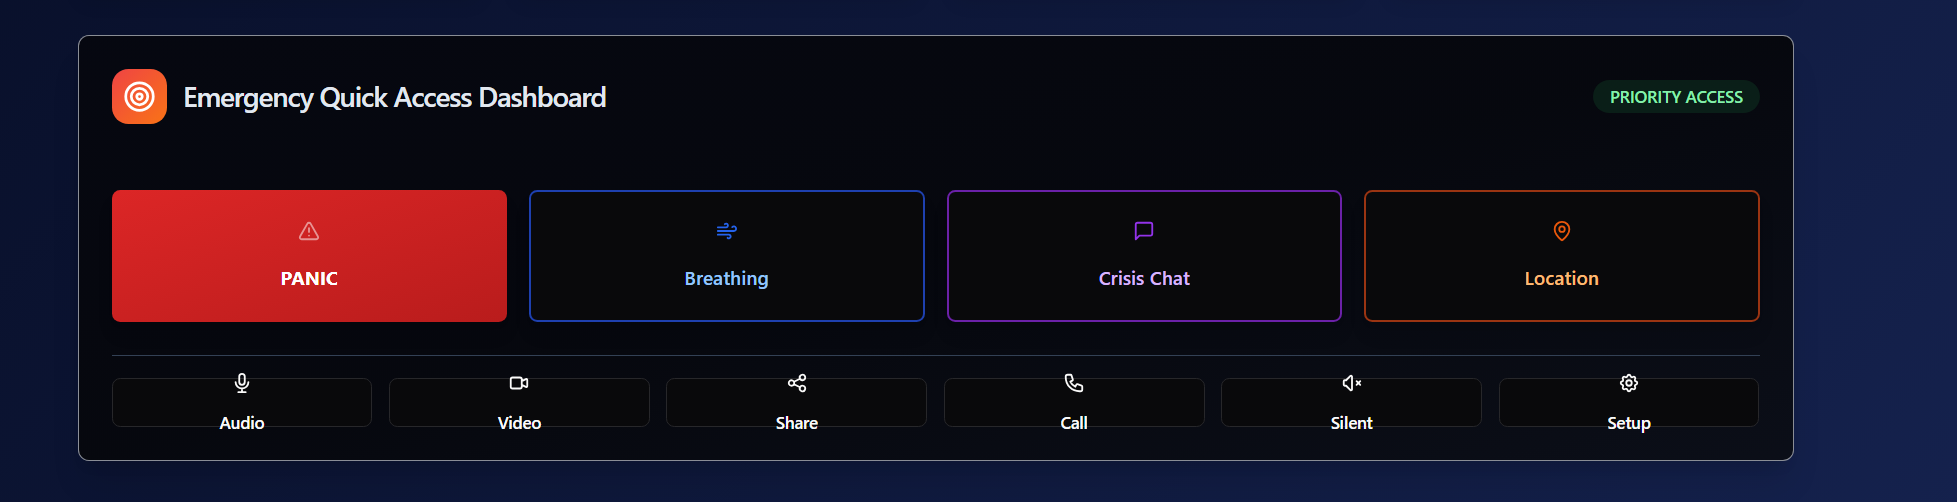 Emergency Quick Access Dashboard
PRIORITY ACCESS
PANIC
Breathing
Crisis Chat
Location
Audio
Video
Share
Call
Silent
Setup